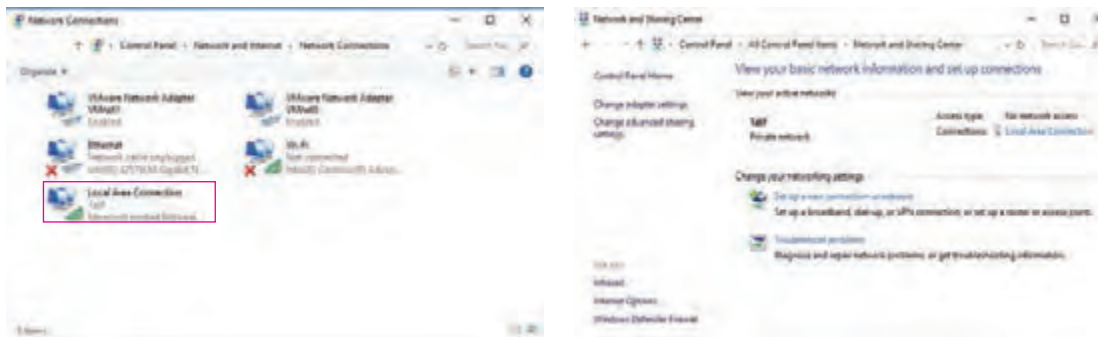 Network Connections
Control Panel › Network and Internet › Network Connections
Organize
VMware Network Adapter
Enabled
VMware Network Adapter
Enabled
Ethernet
Network cable unplugged
Wi-Fi
Not connected
Local Area Connection
5 items
Network and Sharing Center
Control Panel › All Control Panel Items › Network and Sharing Center
Control Panel Home
Change adapter settings
Change advanced sharing
settings
View your basic network information and set up connections
View your active networks
Private network
Access type: No network access
Connections: Local Area Connection
Change your networking settings
Set up a new connection or network
Set up a broadband, dial-up, or VPN connection; or set up a router or access point.
Troubleshoot problems
Diagnose and repair network problems, or get troubleshooting information.
See also
Infrared
Internet Options
Windows Defender Firewall